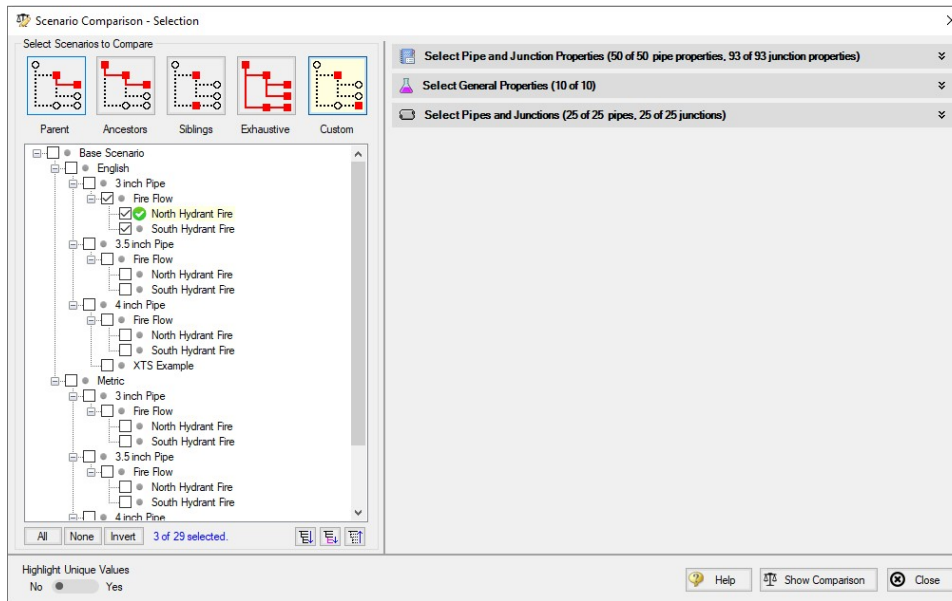 Scenario Comparison - Selection
Select Scenarios to Compare
Parent Ancestors Siblings Exhaustive Custom
Base Scenario
English
3 inch Pipe
Fire Flow
North Hydrant Fire
South Hydrant Fire
3.5 inch Pipe
Fire Flow
North Hydrant Fire
South Hydrant Fire
4 inch Pipe
Fire Flow
North Hydrant Fire
South Hydrant Fire
XTS Example
Metric
3 inch Pipe
Fire Flow
North Hydrant Fire
South Hydrant Fire
3.5 inch Pipe
Fire Flow
North Hydrant Fire
South Hydrant Fire
4 inch Pipe
All None Invert 3 of 29 selected.
Select Pipe and Junction Properties (50 of 50 pipe properties, 93 of 93 junction properties)
Select General Properties (10 of 10)
Select Pipes and Junctions (25 of 25 pipes, 25 of 25 junctions)
Highlight Unique Values
No Yes
Help Show Comparison Close